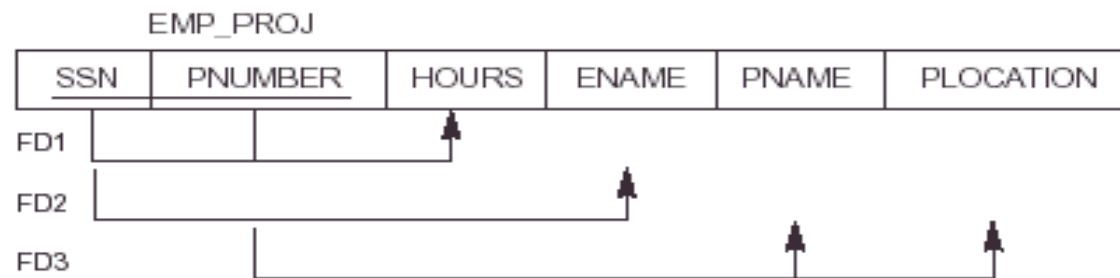 EMP_PROJ
SSN PNUMBER HOURS ENAME PNAME PLOCATION
FD1
FD2
FD3